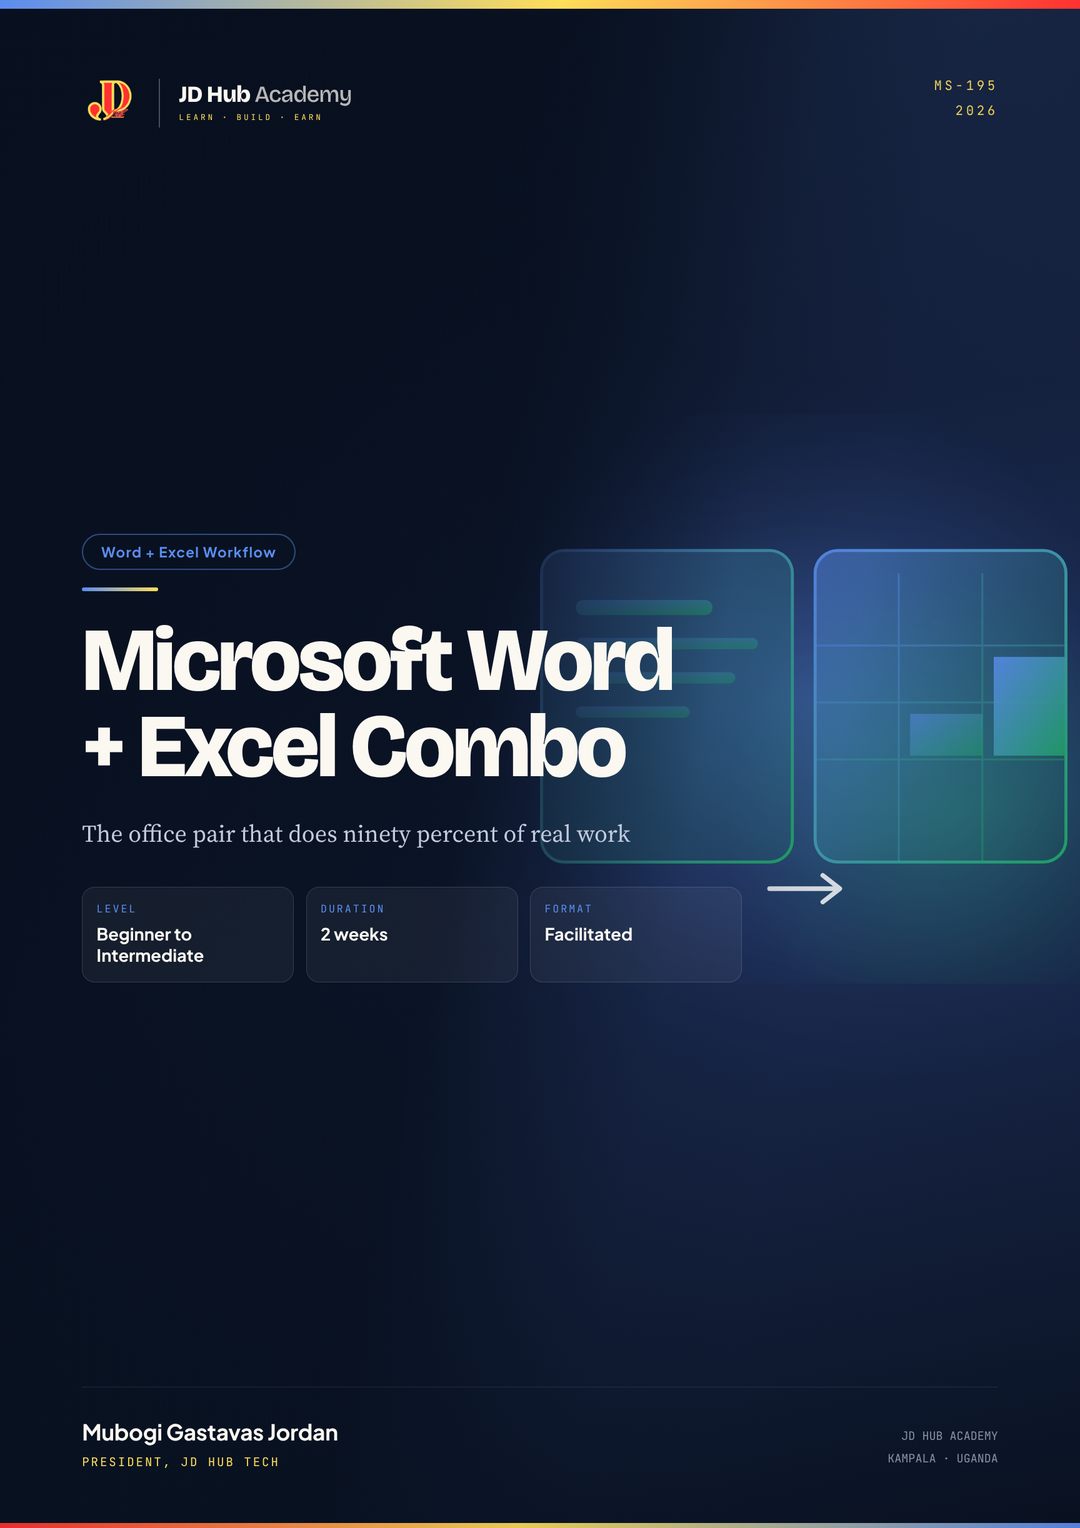 JD Hub Academy
LEARN · BUILD · EARN
MS-195
2026
Word + Excel Workflow
Microsoft Word
+ Excel Combo
The office pair that does ninety percent of real work
LEVEL
Beginner to
Intermediate
DURATION
2 weeks
FORMAT
Facilitated
Mubogi Gastavas Jordan
PRESIDENT, JD HUB TECH
JD HUB ACADEMY
KAMPALA · UGANDA